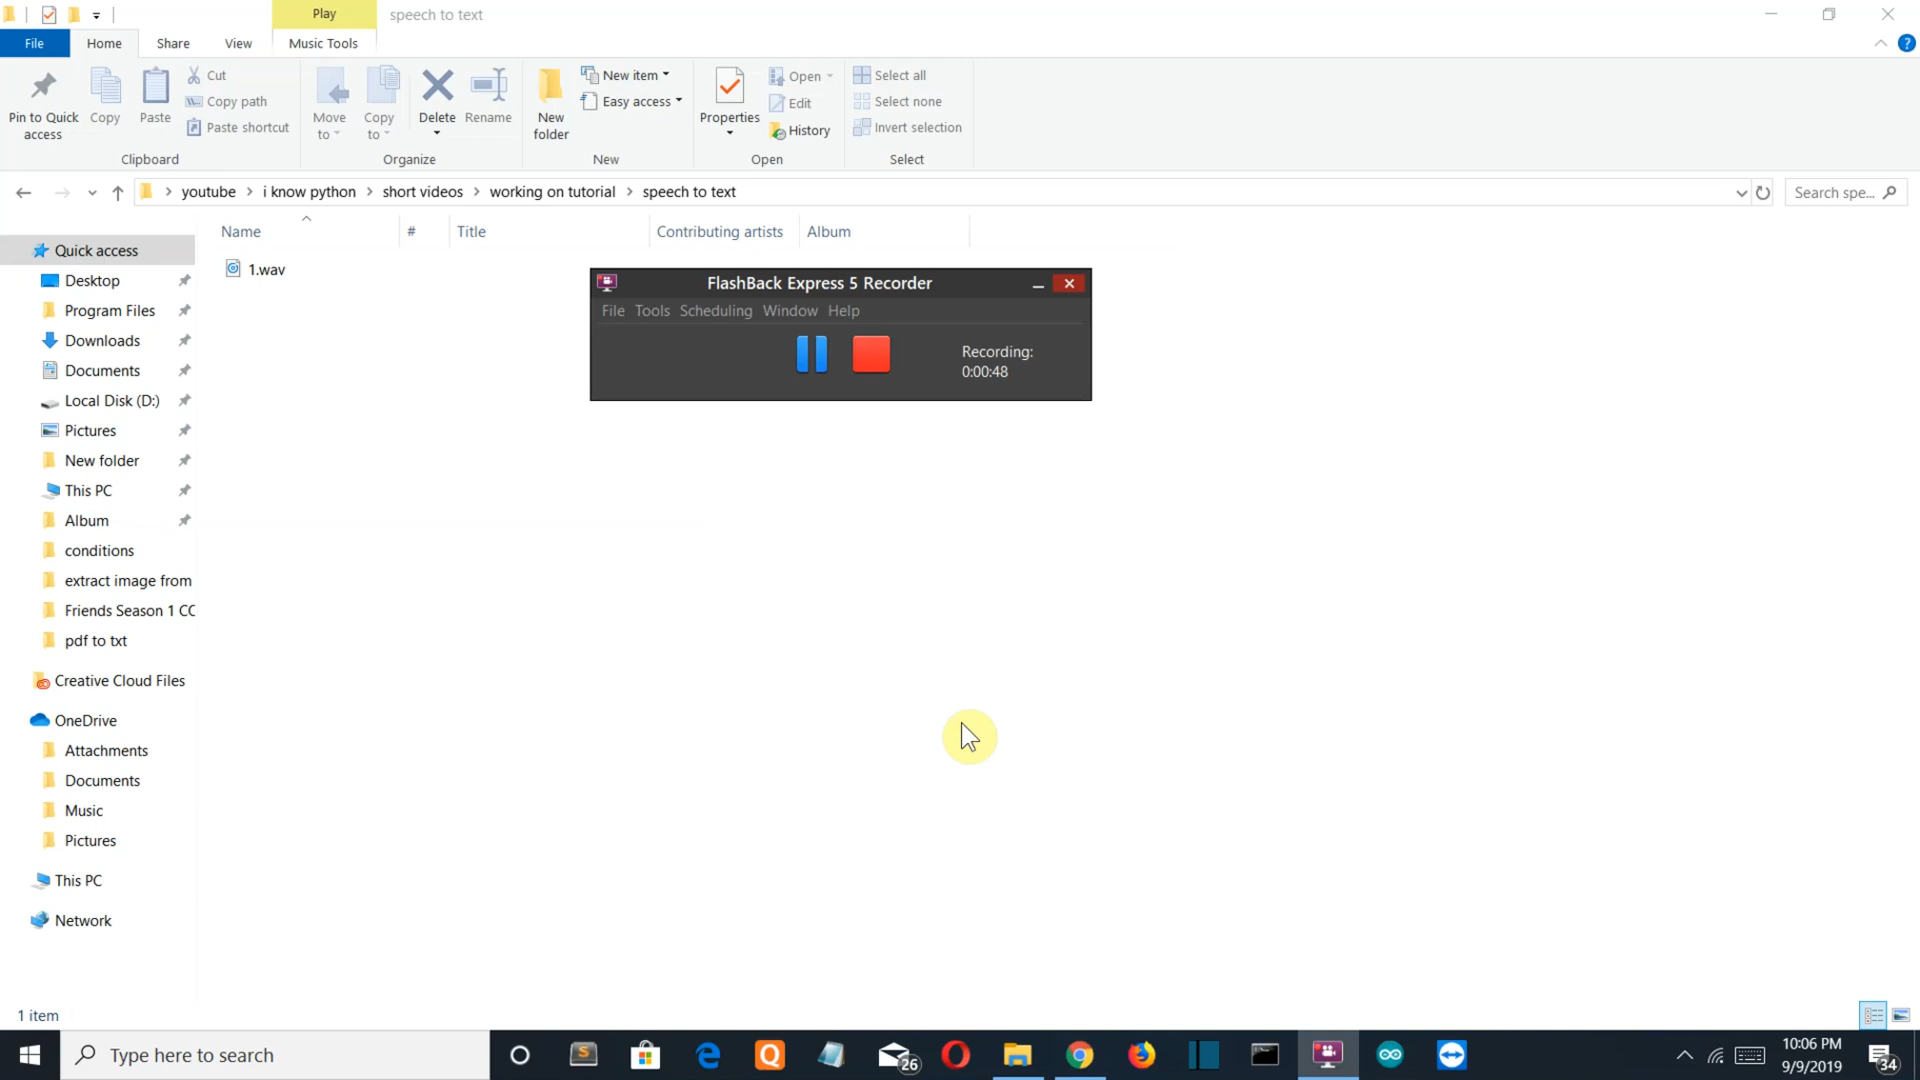 Play
speech to text
File
Home
Share
View
Music Tools
Pin to Quick access
Copy
Paste
Cut
Copy path
Paste shortcut
Clipboard
Move to
Copy to
Delete
Rename
Organize
New folder
New item
Easy access
New
Properties
Open
Edit
History
Open
Select all
Select none
Invert selection
Select
youtube
i know python
short videos
working on tutorial
speech to text
Search spe...
Name
#
Title
Contributing artists
Album
1.wav
Quick access
Desktop
Program Files
Downloads
Documents
Local Disk (D:)
Pictures
New folder
This PC
Album
conditions
extract image from
Friends Season 1 CC
pdf to txt
Creative Cloud Files
OneDrive
Attachments
Documents
Music
Pictures
This PC
Network
FlashBack Express 5 Recorder
File Tools Scheduling Window Help
Recording:
0:00:48
1 item
Type here to search
26
10:06 PM
9/9/2019
34